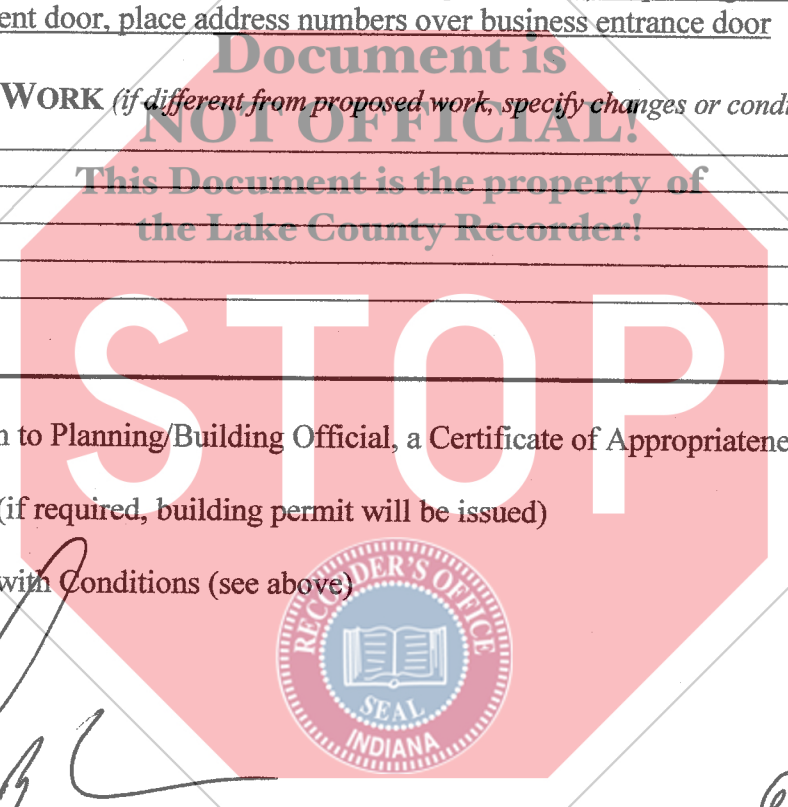 ent door, place address numbers over business entrance door
Document is
WORK (if different from proposed work, specify changes or condi
NOT OFFICIAL!
This Document is the property of
the Lake County Recorder!
STOP
n to Planning/Building Official, a Certificate of Appropriatene
(if required, building permit will be issued)
with Conditions (see above)
RECORDER'S OFFICE
SEAL
INDIANA